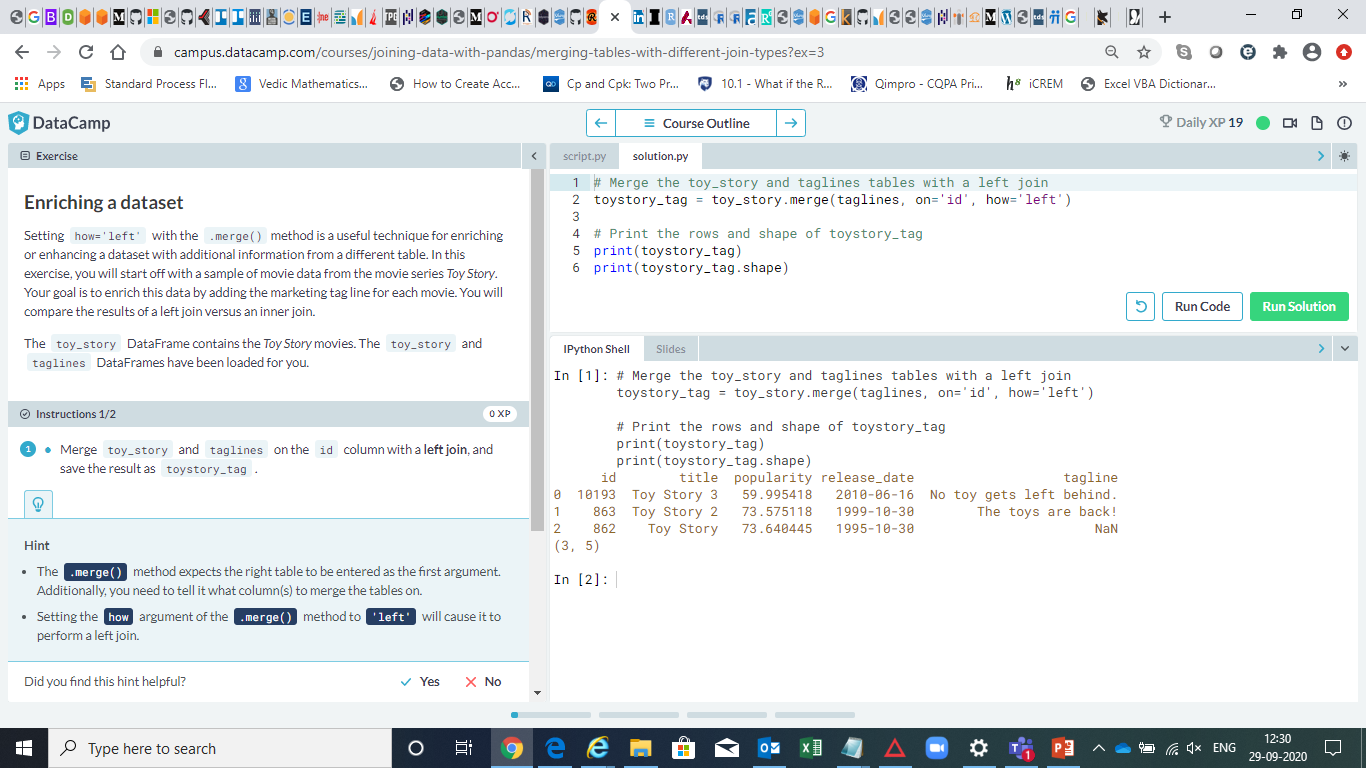 campus.datacamp.com/courses/joining-data-with-pandas/merging-tables-with-different-join-types?ex=3
Apps Standard Process Fl... Vedic Mathematics... How to Create Acc... Cp and Cpk: Two Pr... 10.1 - What if the R... Qimpro - CQPA Pri... iCREM Excel VBA Dictionar... »
DataCamp
Course Outline
Daily XP 19
Exercise
Enriching a dataset
Setting how='left' with the .merge() method is a useful technique for enriching
or enhancing a dataset with additional information from a different table. In this
exercise, you will start off with a sample of movie data from the movie series Toy Story.
Your goal is to enrich this data by adding the marketing tag line for each movie. You will
compare the results of a left join versus an inner join.
The toy_story DataFrame contains the Toy Story movies. The toy_story and
taglines DataFrames have been loaded for you.
Instructions 1/2
0 XP
1
Merge toy_story and taglines on the id column with a left join, and
save the result as toystory_tag .
Hint
The .merge() method expects the right table to be entered as the first argument.
Additionally, you need to tell it what column(s) to merge the tables on.
Setting the how argument of the .merge() method to 'left' will cause it to
perform a left join.
Did you find this hint helpful?
Yes
No
script.py
solution.py
1 # Merge the toy_story and taglines tables with a left join
2 toystory_tag = toy_story.merge(taglines, on='id', how='left')
3
4 # Print the rows and shape of toystory_tag
5 print(toystory_tag)
6 print(toystory_tag.shape)
Run Code
Run Solution
IPython Shell
Slides
In [1]: # Merge the toy_story and taglines tables with a left join
toystory_tag = toy_story.merge(taglines, on='id', how='left')
# Print the rows and shape of toystory_tag
print(toystory_tag)
print(toystory_tag.shape)
id title popularity release_date tagline
0 10193 Toy Story 3 59.995418 2010-06-16 No toy gets left behind.
1 863 Toy Story 2 73.575118 1999-10-30 The toys are back!
2 862 Toy Story 73.640445 1995-10-30 NaN
(3, 5)
In [2]:
Type here to search
ENG
12:30
29-09-2020